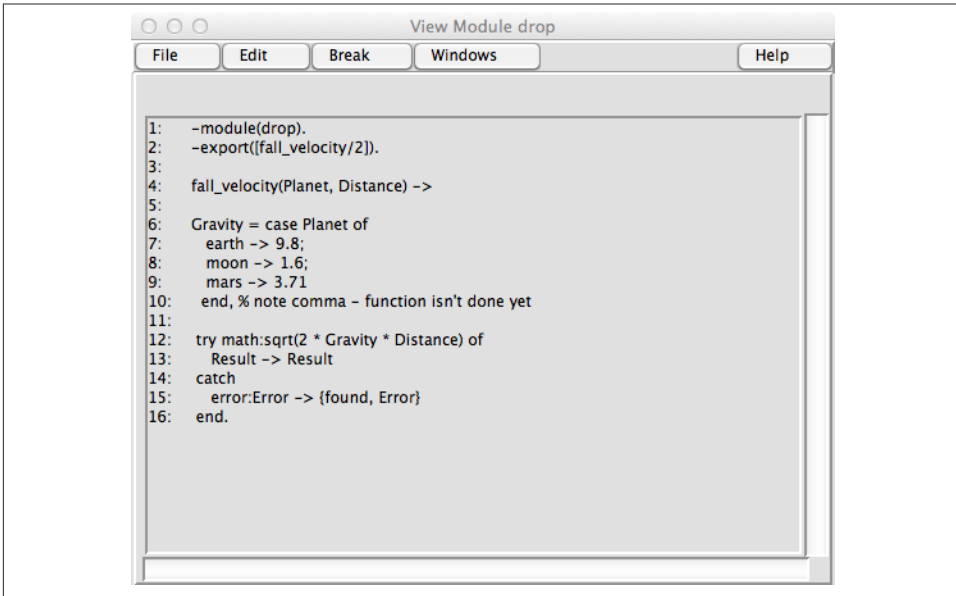 View Module drop
File Edit Break Windows Help
1: -module(drop).
2: -export([fall_velocity/2]).
3:
4: fall_velocity(Planet, Distance) ->
5:
6: Gravity = case Planet of
7: earth -> 9.8;
8: moon -> 1.6;
9: mars -> 3.71
10: end, % note comma - function isn't done yet
11:
12: try math:sqrt(2 * Gravity * Distance) of
13: Result -> Result
14: catch
15: error:Error -> {found, Error}
16: end.